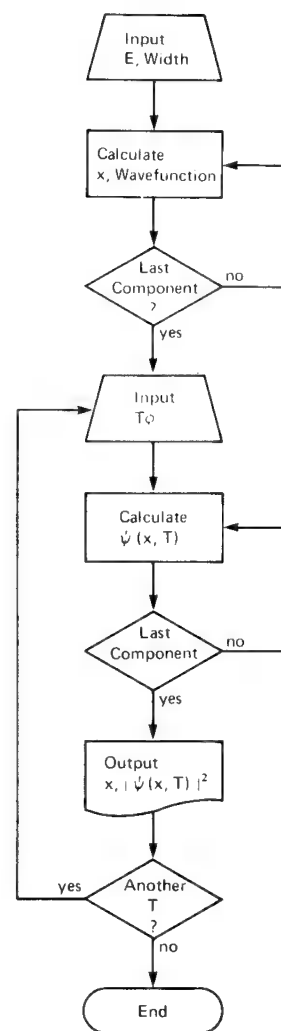 Input
E, Width
Calculate
x, Wavefunction
Last
Component
?
no
yes
Input
Tφ
Calculate
ψ (x, T)
Last
Component
no
yes
Output
x, | ψ(x, T) |²
yes
Another
T
?
no
End